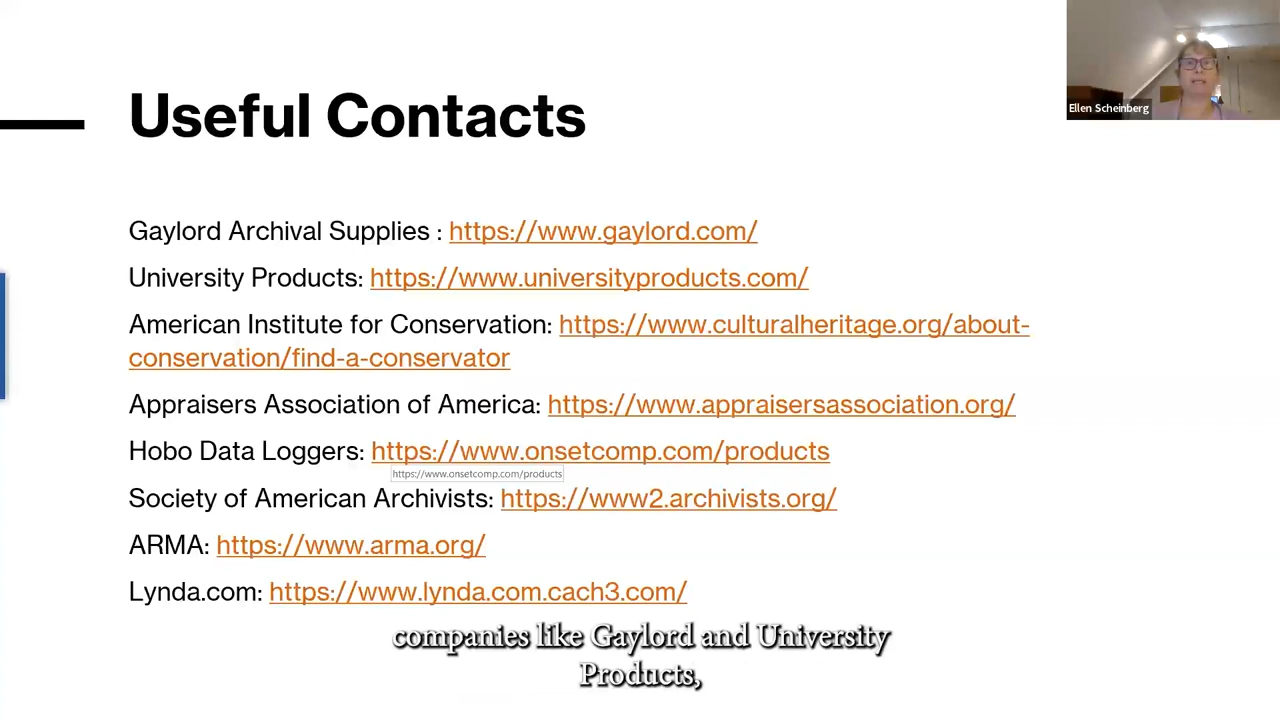 Ellen Scheinberg
Useful Contacts
Gaylord Archival Supplies : https://www.gaylord.com/
University Products: https://www.universityproducts.com/
American Institute for Conservation: https://www.culturalheritage.org/about-
conservation/find-a-conservator
Appraisers Association of America: https://www.appraisersassociation.org/
Hobo Data Loggers: https://www.onsetcomp.com/products
https://www.onsetcomp.com/products
Society of American Archivists: https://www2.archivists.org/
ARMA: https://www.arma.org/
Lynda.com: https://www.lynda.com.cach3.com/
companies like Gaylord and University
Products,